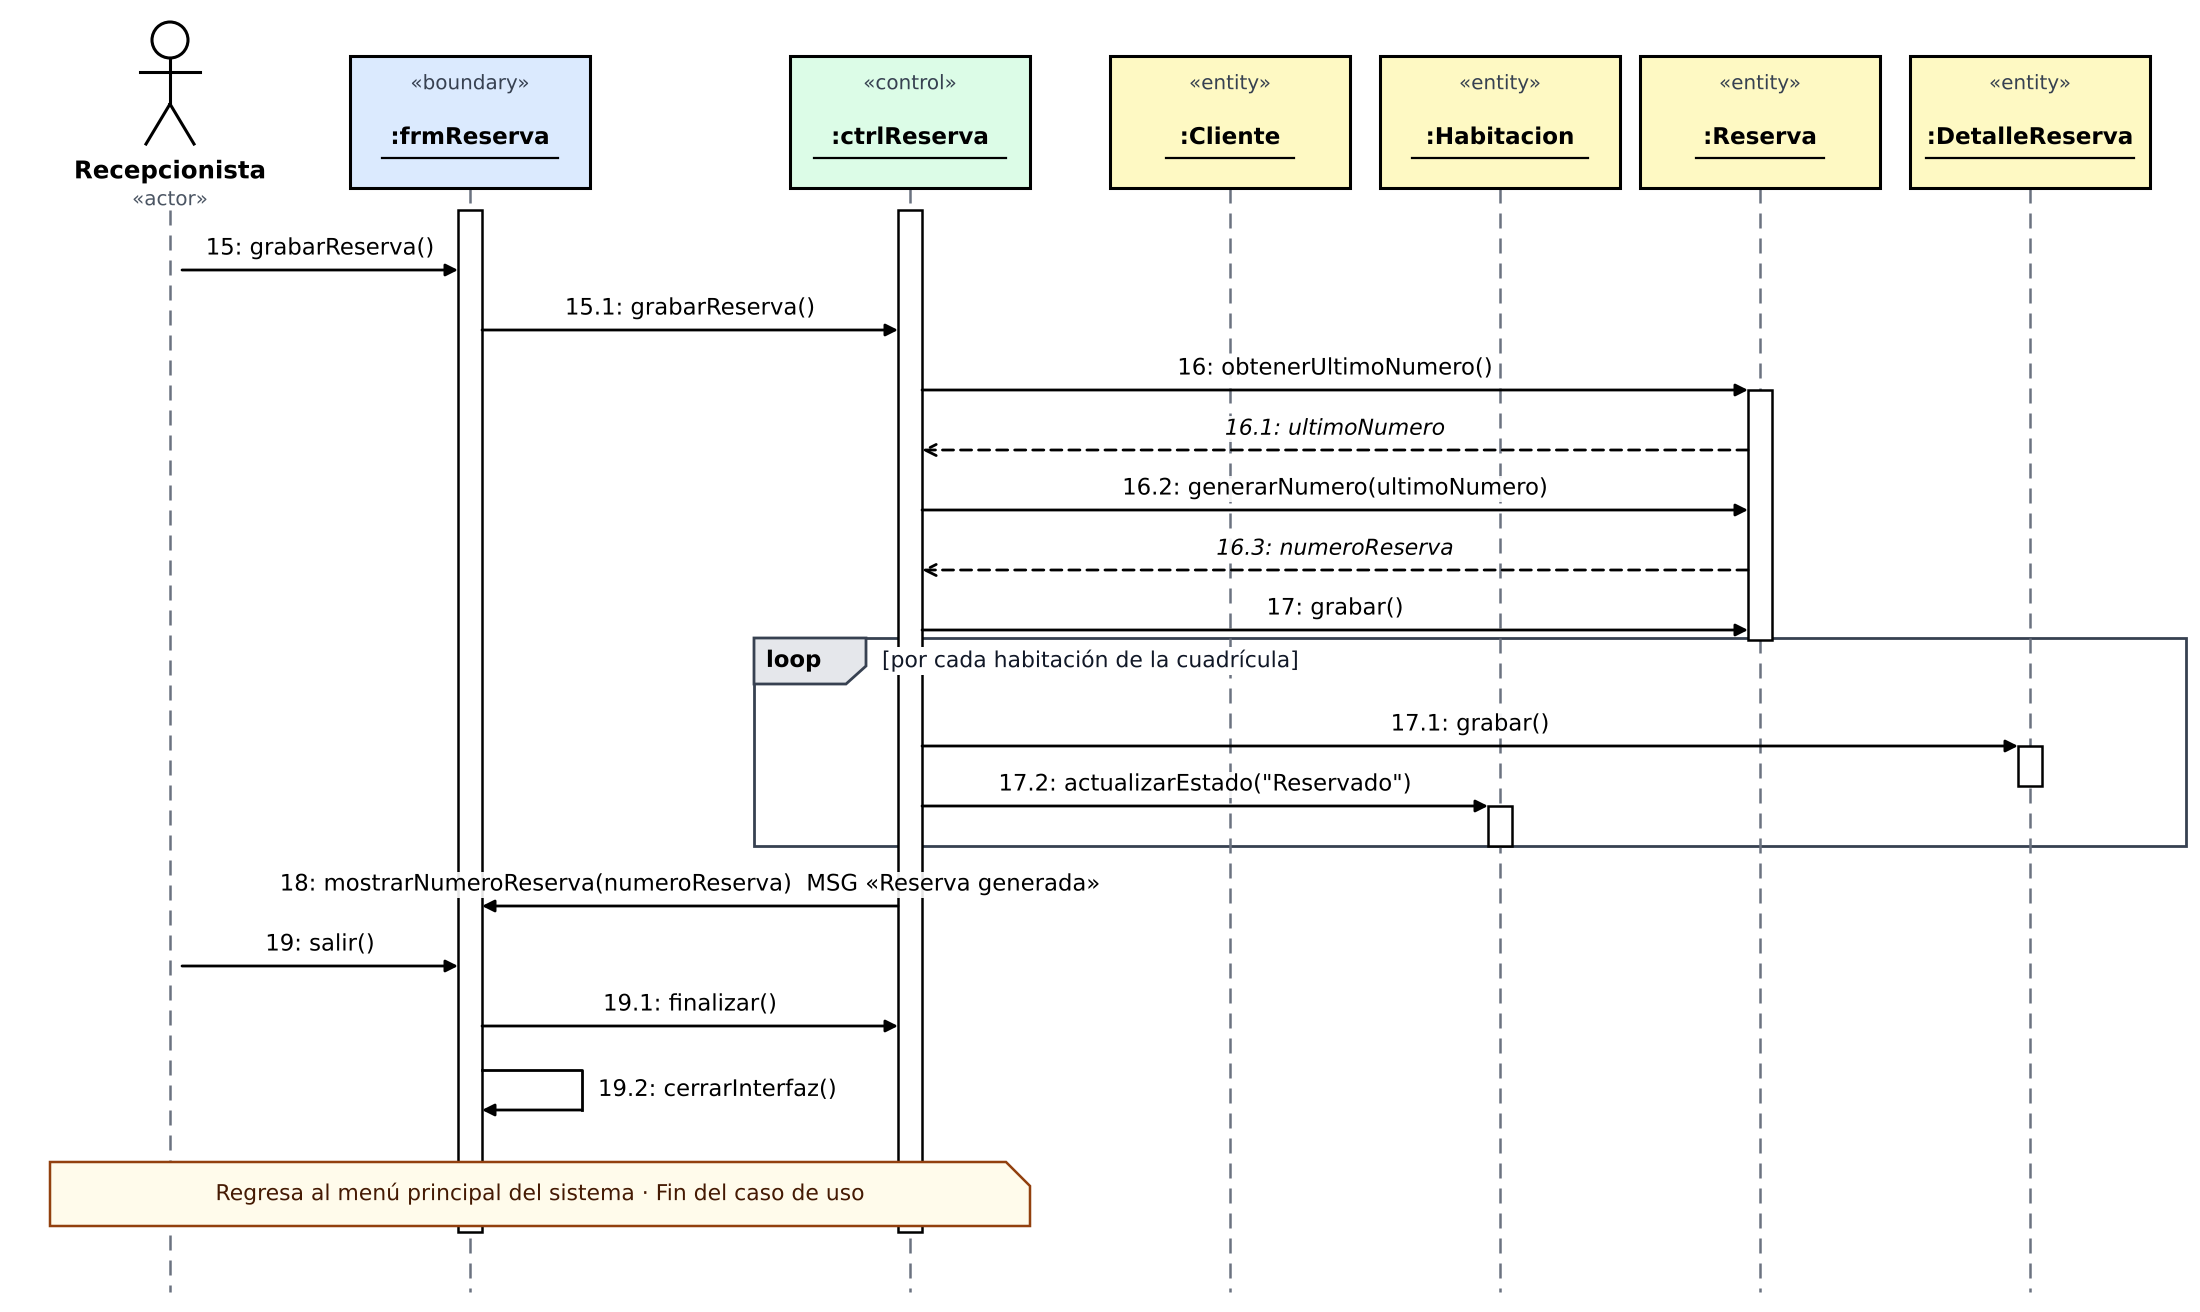 «boundary»
«control»
«entity»
«entity»
«entity»
«entity»
:frmReserva
:ctrlReserva
:Cliente
:Habitacion
:Reserva
:DetalleReserva
Recepcionista
«actor»
15: grabarReserva()
15.1: grabarReserva()
16: obtenerUltimoNumero()
16.1: ultimoNumero
16.2: generarNumero(ultimoNumero)
16.3: numeroReserva
17: grabar()
loop
[por cada habitación de la cuadrícula]
17.1: grabar()
17.2: actualizarEstado("Reservado")
18: mostrarNumeroReserva(numeroReserva)  MSG «Reserva generada»
19: salir()
19.1: finalizar()
19.2: cerrarInterfaz()
Regresa al menú principal del sistema · Fin del caso de uso